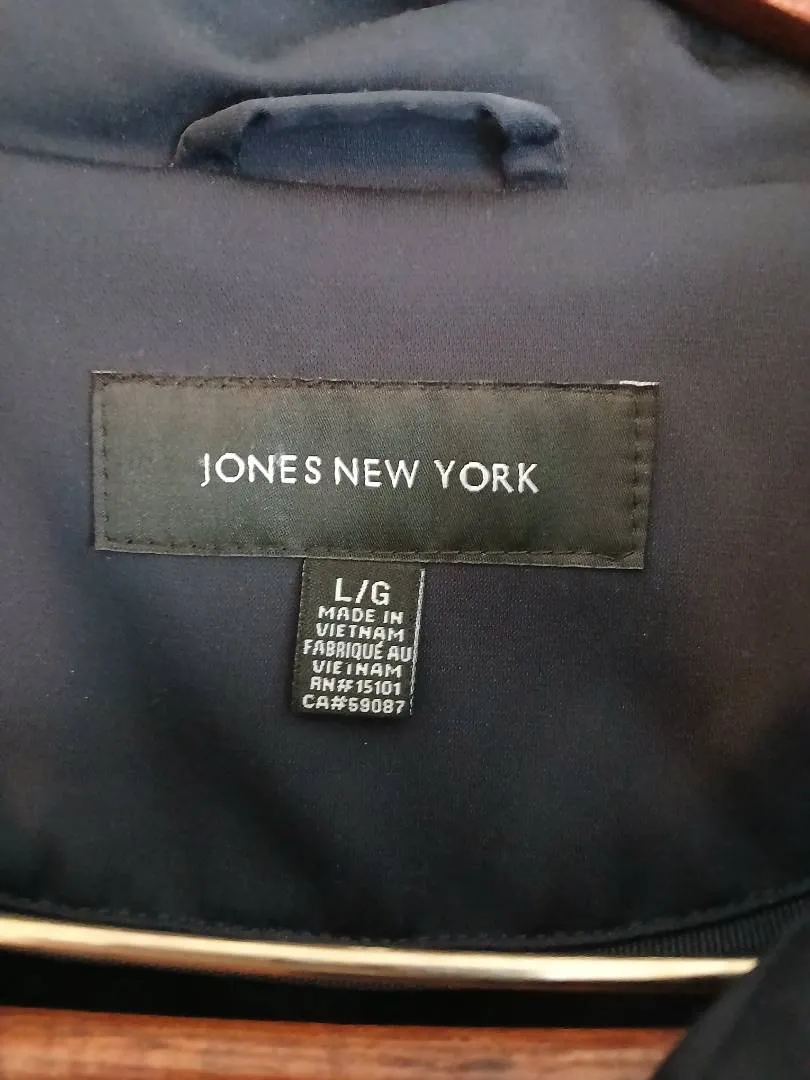 JONES NEW YORK
L/G
MADE IN
VIETNAM
FABRIQUÉ AU
VIETNAM
RN#15101
CA#59087